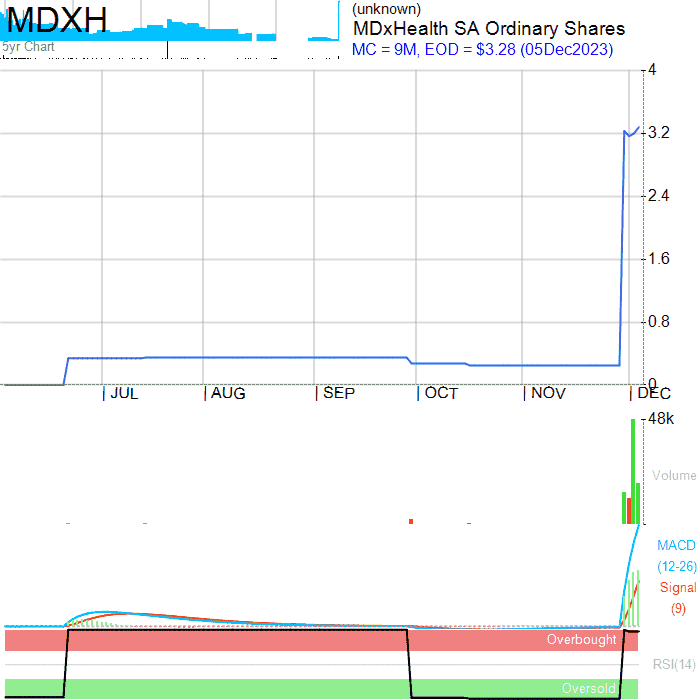 MDXH
5yr Chart
(unknown)
MDxHealth SA Ordinary Shares
MC = 9M, EOD = $3.28 (05Dec2023)
4
3.2
2.4
1.6
0.8
0
JUL
AUG
SEP
OCT
NOV
DEC
48k
Volume
MACD
(12-26)
Signal
(9)
Overbought
RSI(14)
Oversold